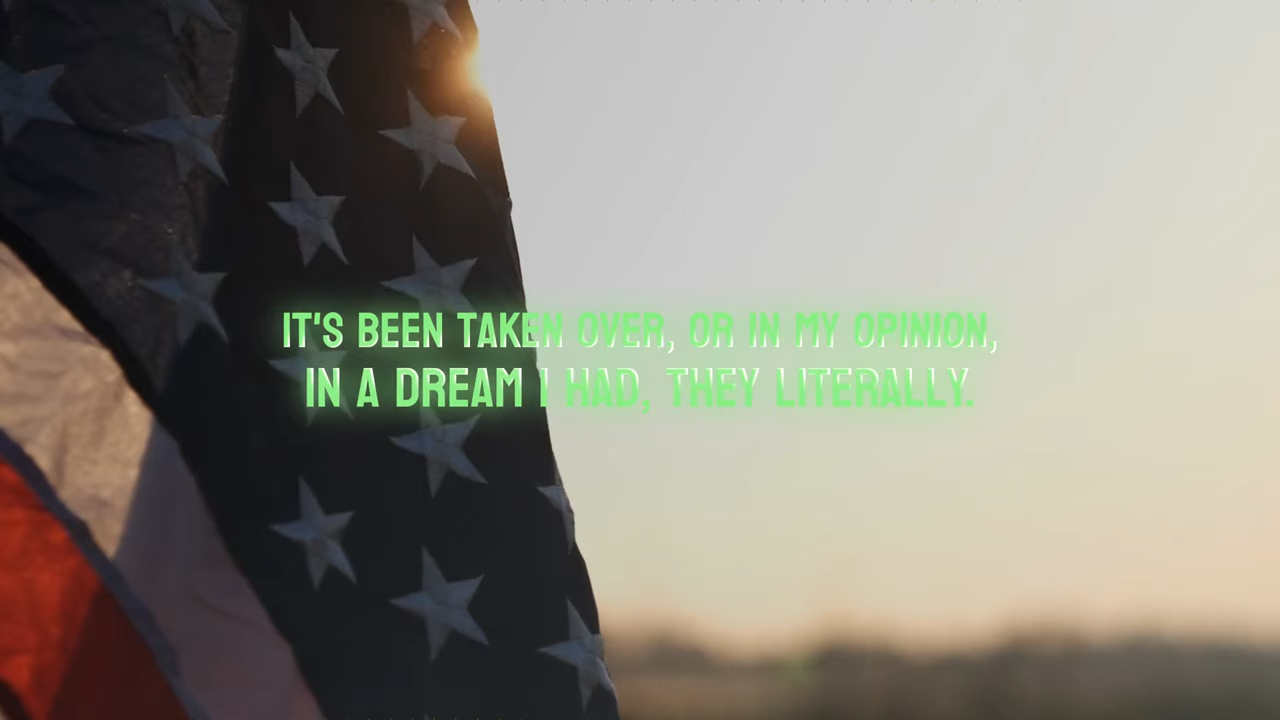 IT'S BEEN TAKEN OVER, OR IN MY OPINION,
IN A DREAM I HAD, THEY LITERALLY.